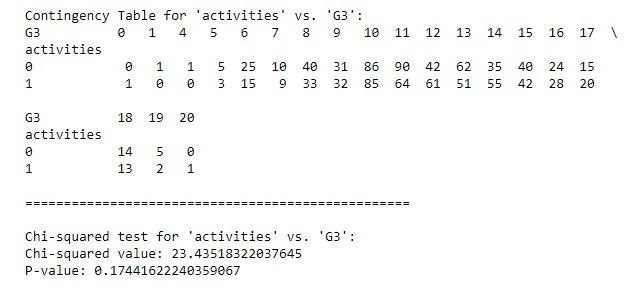 Contingency Table for 'activities' vs. 'G3':
G3          0   1   4   5   6   7   8   9   10  11  12  13  14  15  16  17  \
activities
0            0   1   1   5  25  10  40  31  86  90  42  62  35  40  24  15
1            1   0   0   3  15   9  33  32  85  64  61  51  55  42  28  20
G3          18  19  20
activities
0           14   5   0
1           13   2   1
==================================================
Chi-squared test for 'activities' vs. 'G3':
Chi-squared value: 23.43518322037645
P-value: 0.17441622240359067